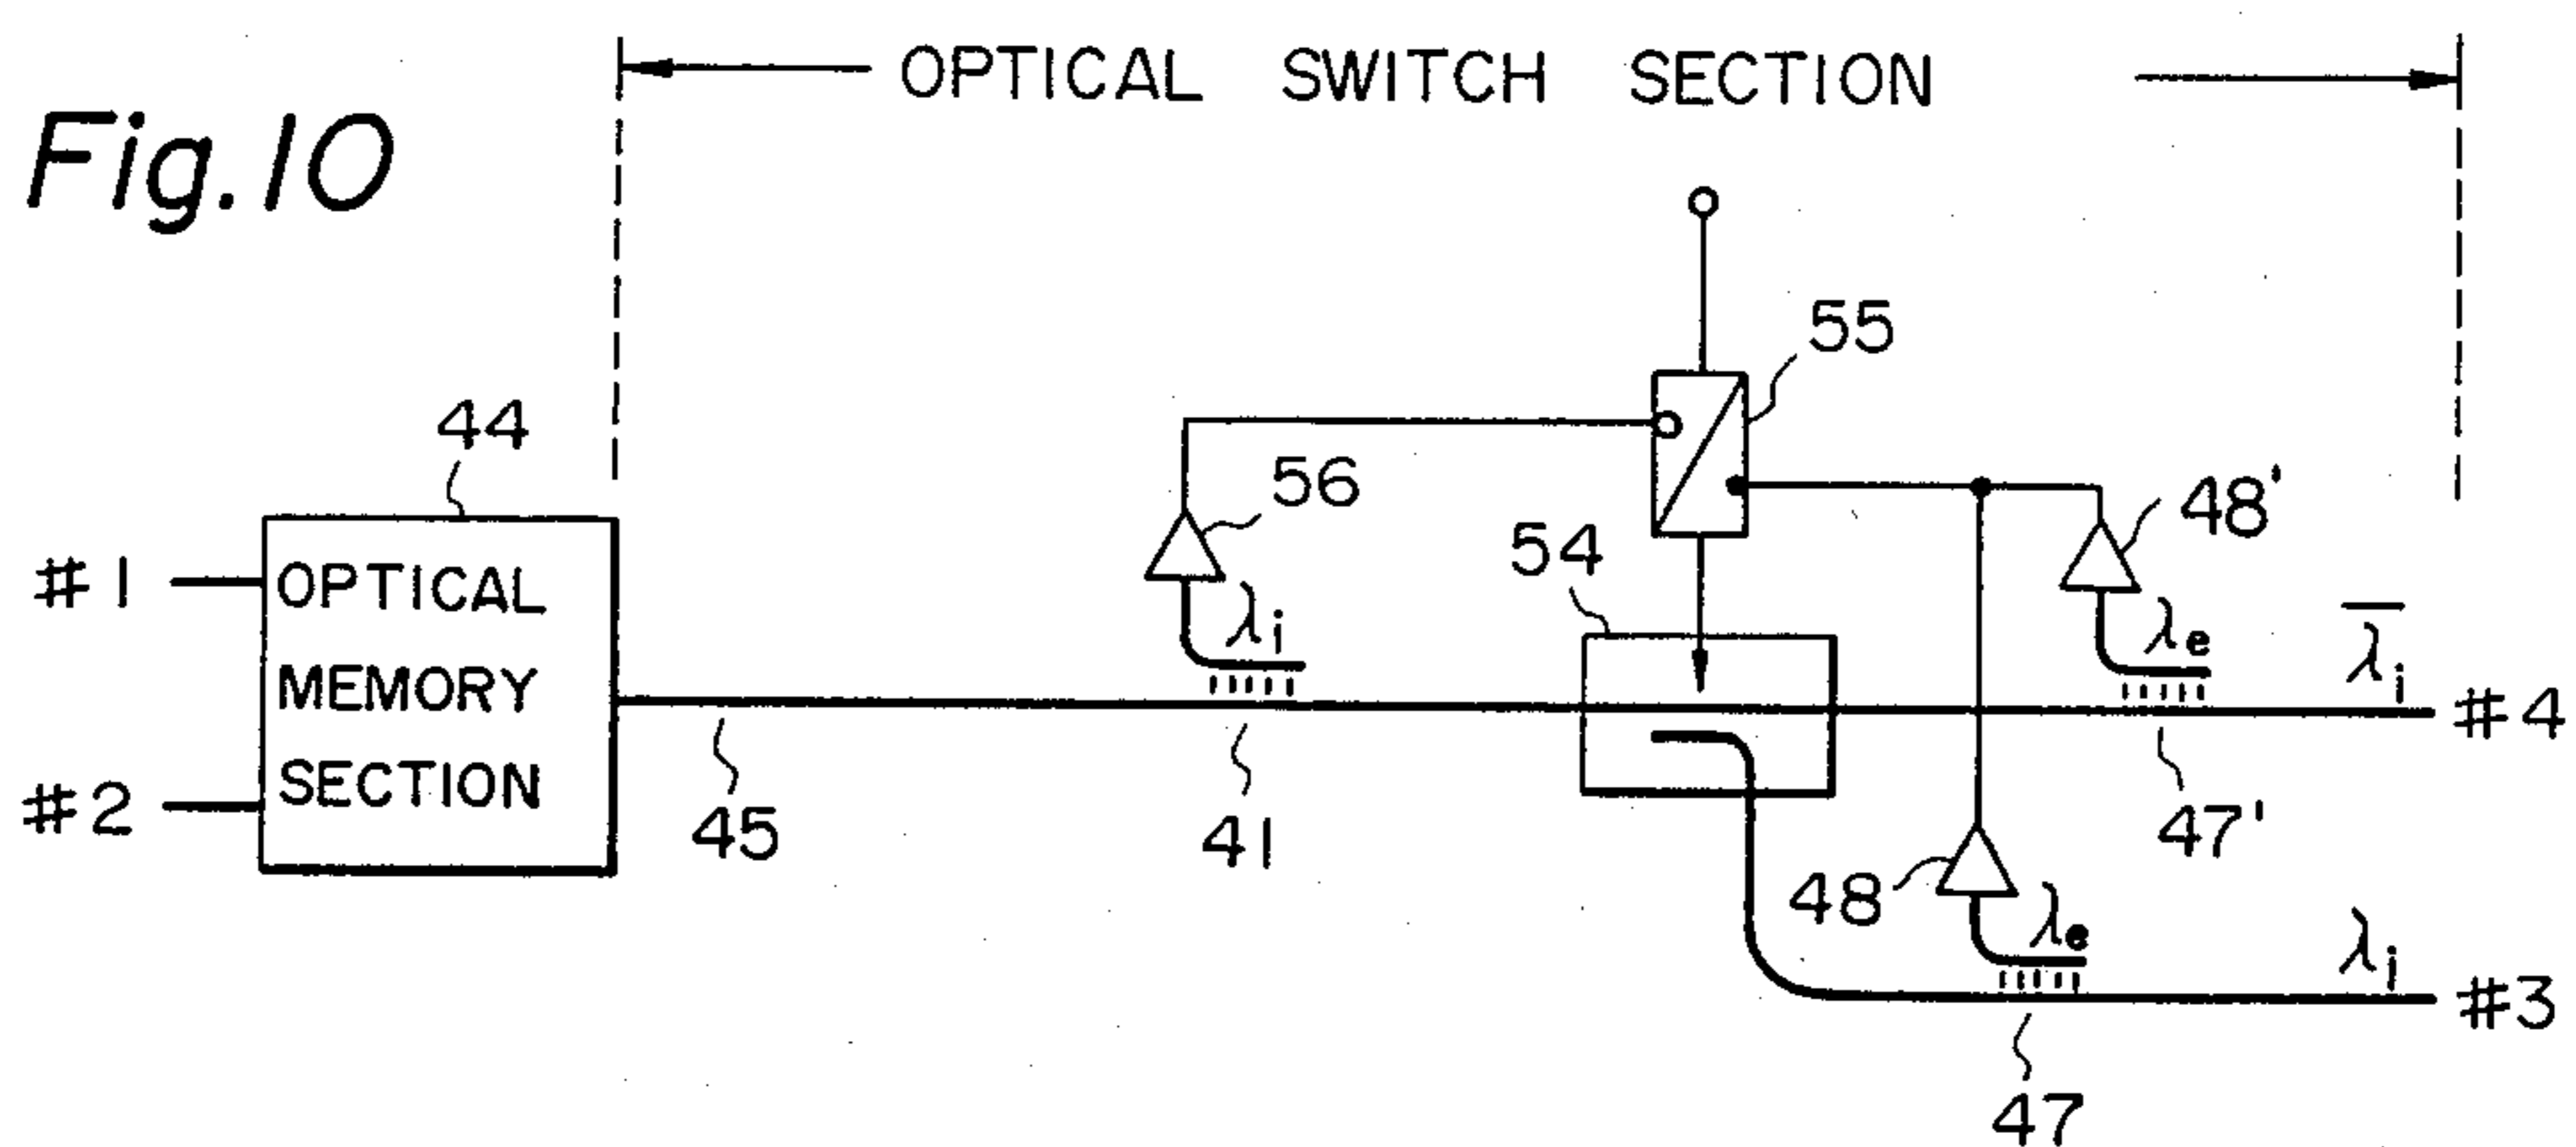 OPTICAL SWITCH SECTION
Fig.10
55
44
56
48'
54
#1
OPTICAL
MEMORY
SECTION
λi
λe
λ̅i
#4
#2
45
41
47'
48
λe
λi
#3
47